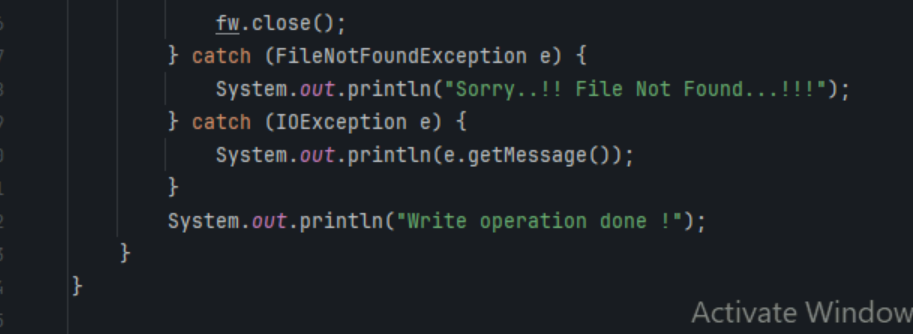 fw.close();
} catch (FileNotFoundException e) {
System.out.println("Sorry..!! File Not Found...!!!");
} catch (IOException e) {
System.out.println(e.getMessage());
}
System.out.println("Write operation done !");
}
}
Activate Window